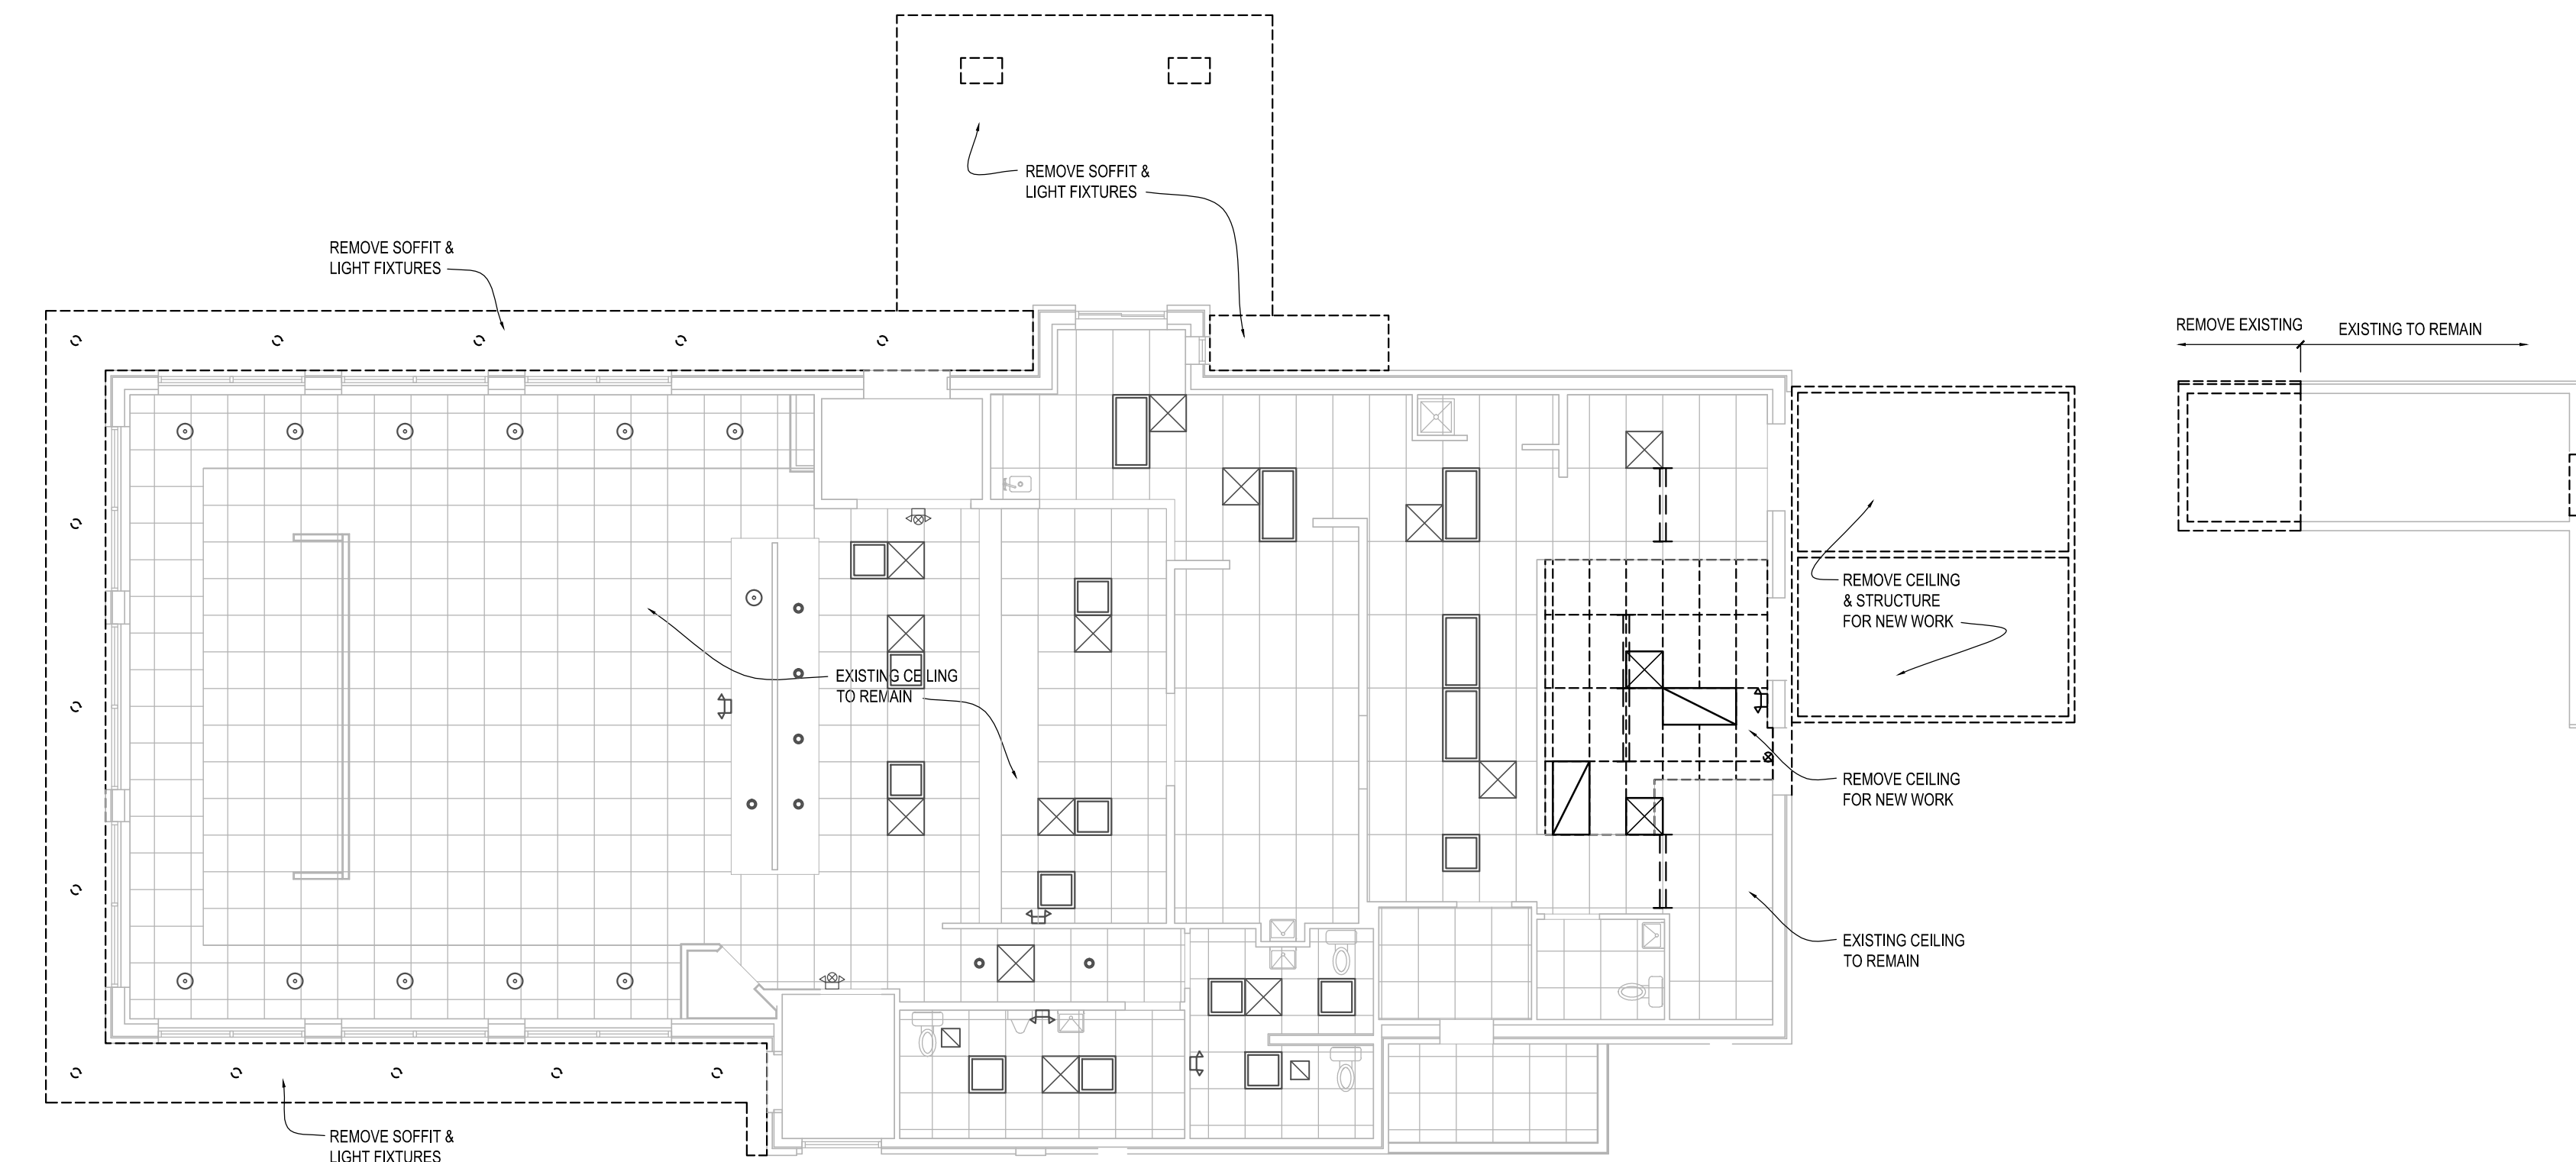 REMOVE SOFFIT &
LIGHT FIXTURES
REMOVE SOFFIT &
LIGHT FIXTURES
REMOVE EXISTING
EXISTING TO REMAIN
REMOVE CEILING
& STRUCTURE
FOR NEW WORK
EXISTING CEILING
TO REMAIN
REMOVE CEILING
FOR NEW WORK
EXISTING CEILING
TO REMAIN
REMOVE SOFFIT &
LIGHT FIXTURES